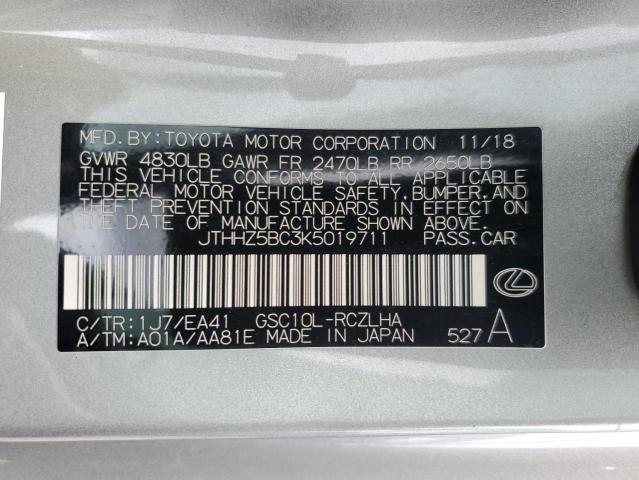 MFD. BY: TOYOTA MOTOR CORPORATION 11/18
GVWR 4830LB GAWR FR 2470LB RR 2650LB
THIS VEHICLE CONFORMS TO ALL APPLICABLE
FEDERAL MOTOR VEHICLE SAFETY, BUMPER, AND
THEFT PREVENTION STANDARDS IN EFFECT ON
THE DATE OF MANUFACTURE SHOWN ABOVE.
JTHHZ5BC3K5019711 PASS.CAR
C/TR: 1J7/EA41 GSC10L-RCZLHA
A/TM: A01A/AA81E MADE IN JAPAN 527 A